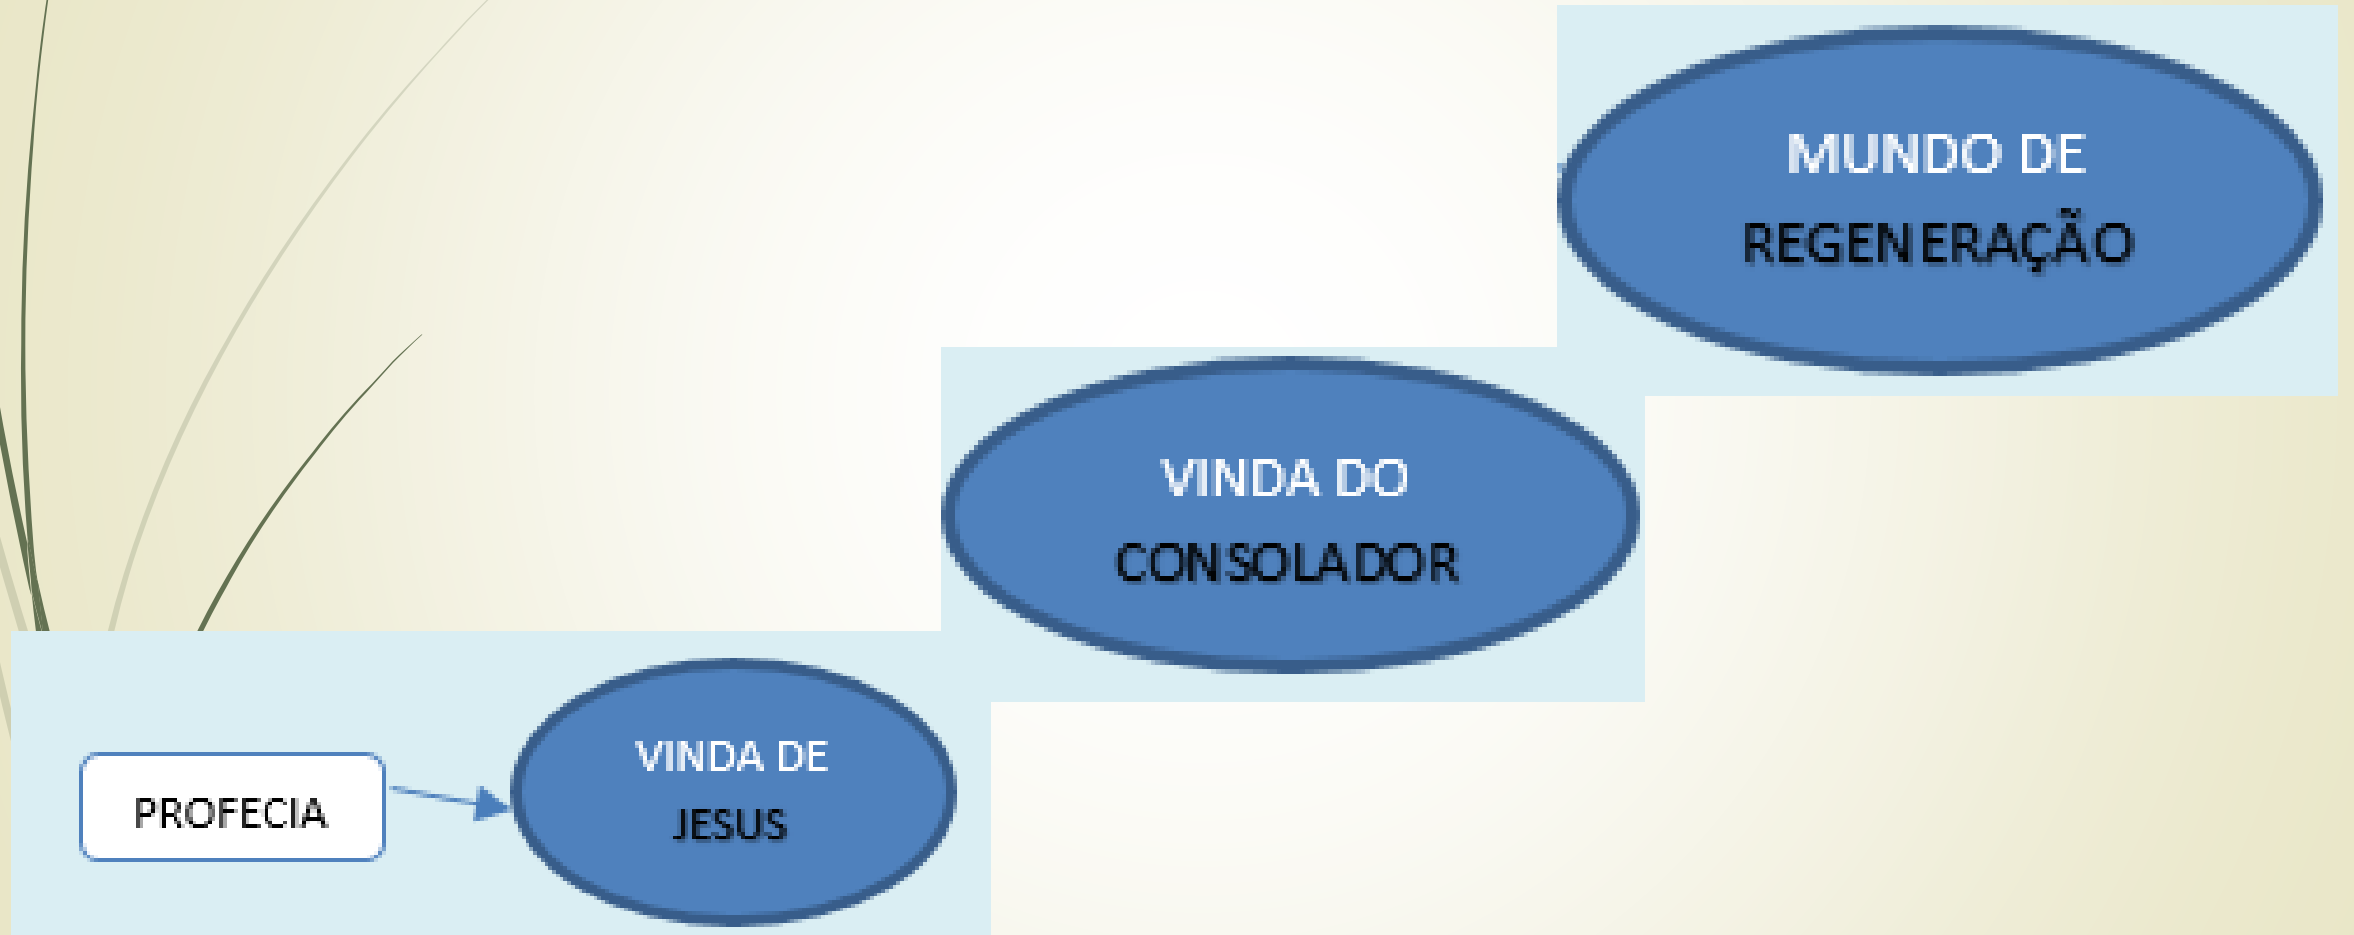 MUNDO DE
REGENERAÇÃO
VINDA DO
CONSOLADOR
VINDA DE
JESUS
PROFECIA